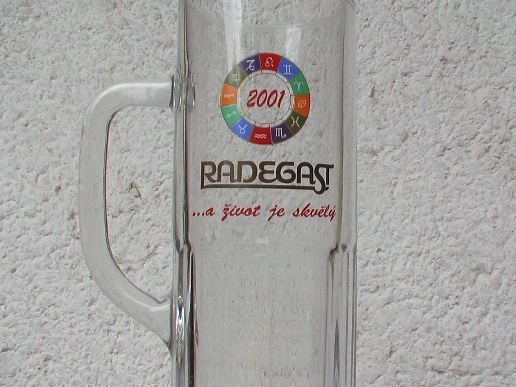 2001
RADEGAST
...a život je skvělý